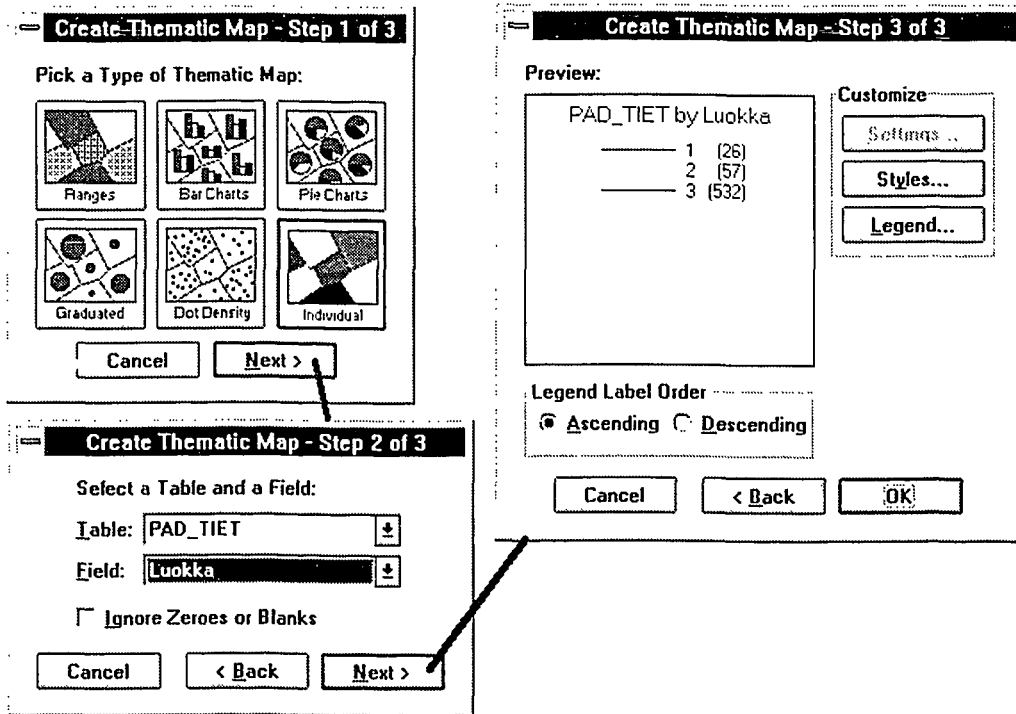 Create Thematic Map - Step 1 of 3
Pick a Type of Thematic Map:
Ranges
Bar Charts
Pie Charts
Graduated
Dot Density
Individual
Cancel
Next >
Create Thematic Map - Step 2 of 3
Select a Table and a Field:
Table: PAD_TIET
Field: Luokka
Ignore Zeroes or Blanks
Cancel
< Back
Next >
Create Thematic Map - Step 3 of 3
Preview:
PAD_TIET by Luokka
1 (26)
2 (57)
3 (532)
Customize
Settings...
Styles...
Legend...
Legend Label Order
Ascending
Descending
Cancel
< Back
OK